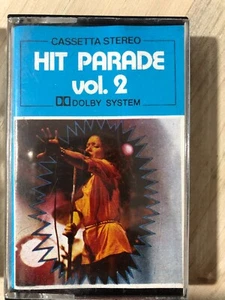 CASSETTA STEREO
HIT PARADE
vol. 2
DOLBY SYSTEM